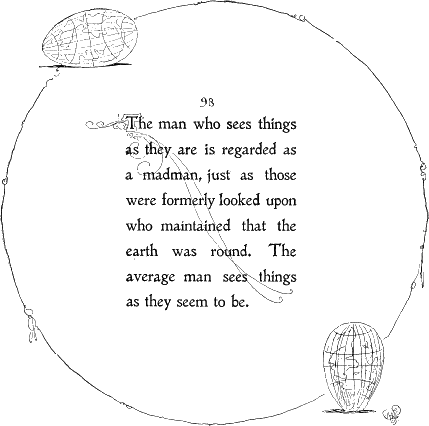 98
The man who sees things
as they are is regarded as
a madman, just as those
were formerly looked upon
who maintained that the
earth was round. The
average man sees things
as they seem to be.